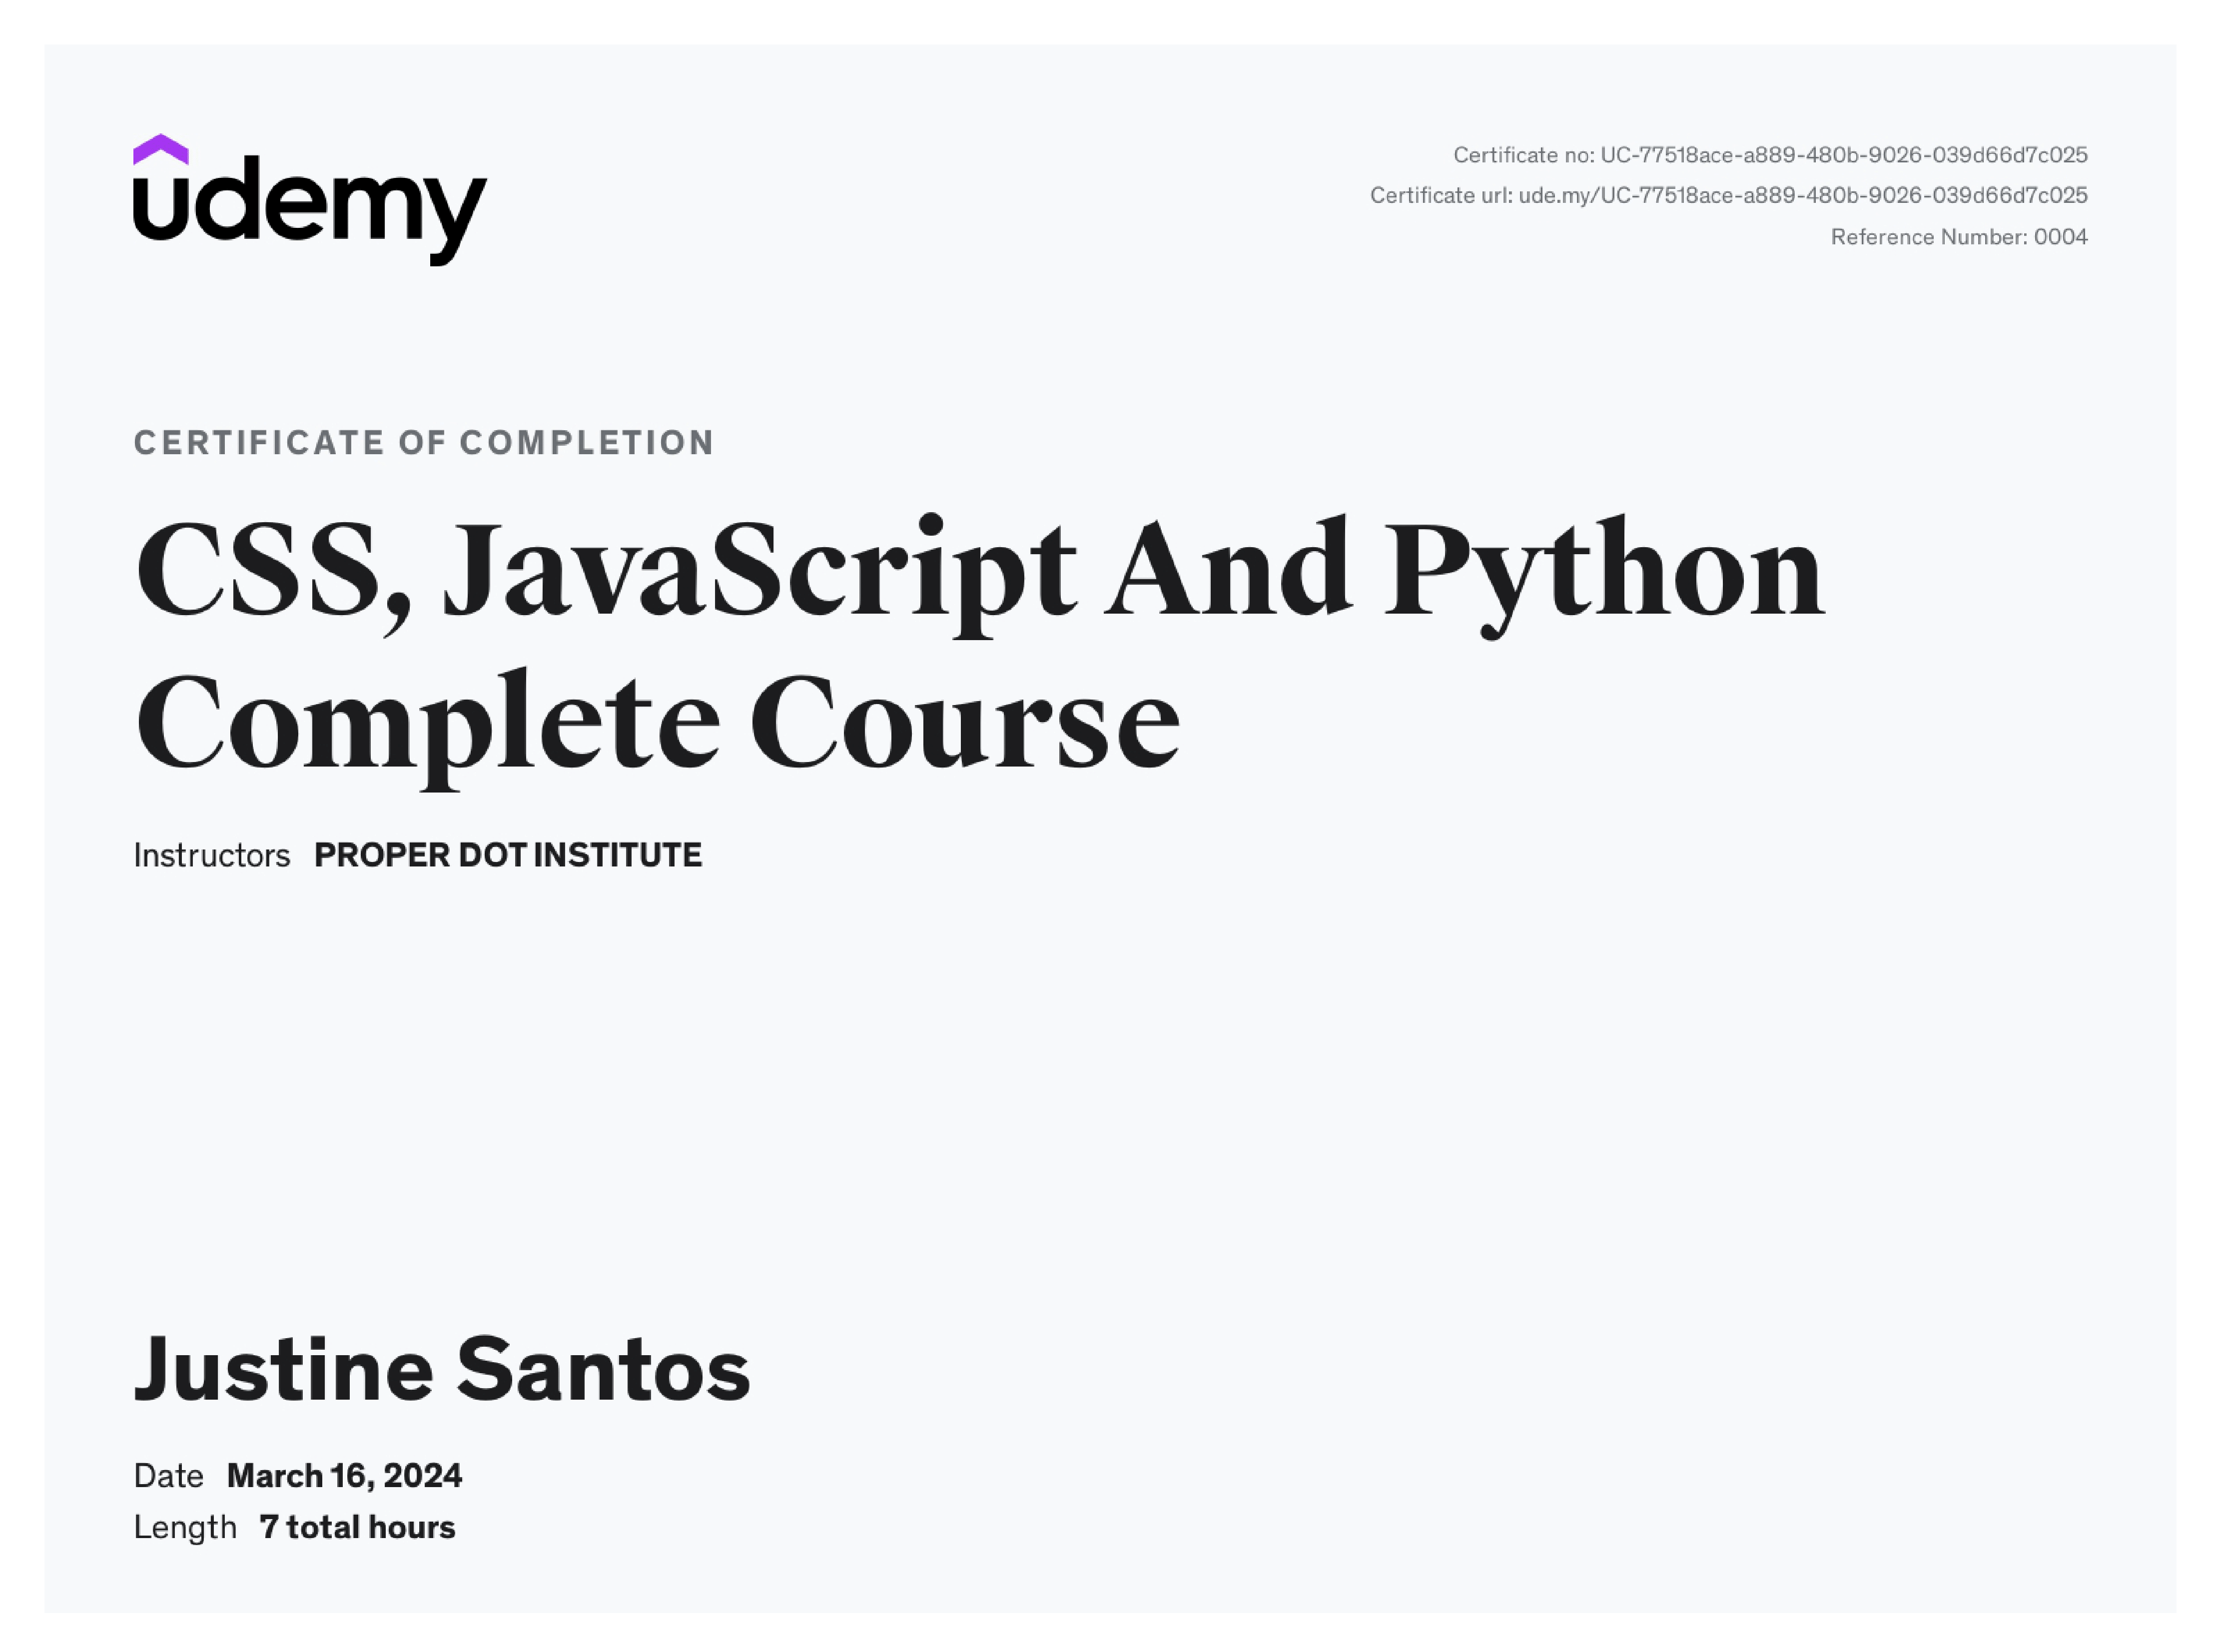 udemy
Certificate no: UC-77518ace-a889-480b-9026-039d66d7c025
Certificate url: ude.my/UC-77518ace-a889-480b-9026-039d66d7c025
Reference Number: 0004
CERTIFICATE OF COMPLETION
CSS, JavaScript And Python
Complete Course
Instructors PROPER DOT INSTITUTE
Justine Santos
Date March 16, 2024
Length 7 total hours